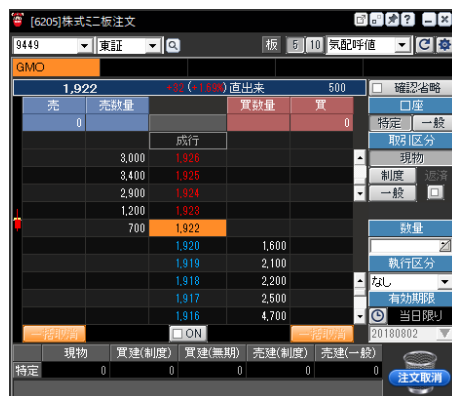 [6205]株式ミニ板注文
9449 東証 板 5 10 気配呼値
GMO
1,922 +32 (+1.69%) 直出来 500 確認省略
売 売数量 買数量 買 口座
0 0 特定 一般
成行 取引区分
3,000 1,926 現物
3,400 1,925 制度 返済
2,900 1,924 一般
1,200 1,923
700 1,922 数量
1,920 1,600
1,919 2,100 執行区分
1,918 2,200 なし
1,917 2,500 有効期限
1,916 4,700 当日限り
一括取消 ON 一括取消 20180802
現物 買建(制度) 買建(無期) 売建(制度) 売建(一般)
特定 0 0 0 0 0
注文取消